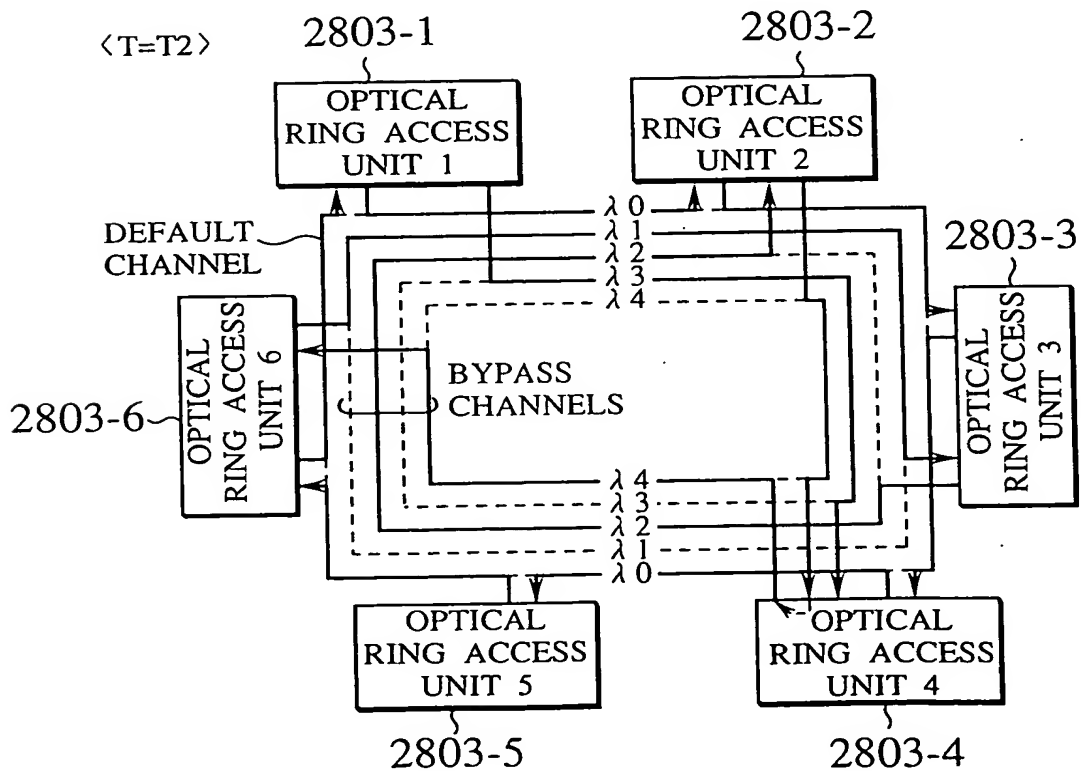 <T=T2>
2803-1
2803-2
OPTICAL
RING ACCESS
UNIT 1
OPTICAL
RING ACCESS
UNIT 2
DEFAULT
CHANNEL
λ 0
λ 1
λ 2
λ 3
λ 4
2803-3
OPTICAL
RING ACCESS
UNIT 3
OPTICAL
RING ACCESS
UNIT 6
2803-6
BYPASS
CHANNELS
λ 4
λ 3
λ 2
λ 1
λ 0
OPTICAL
RING ACCESS
UNIT 5
OPTICAL
RING ACCESS
UNIT 4
2803-5
2803-4